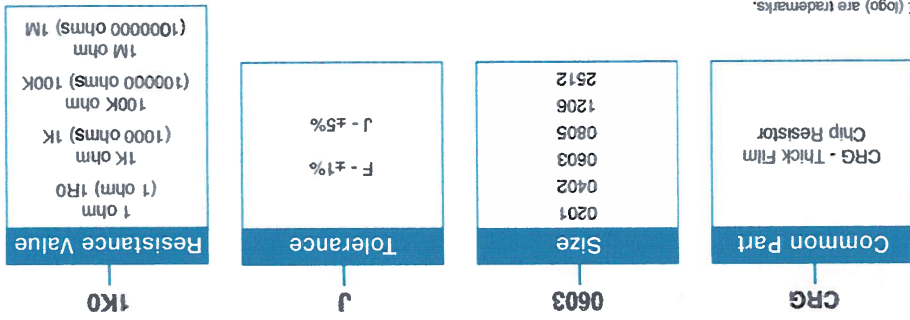 CRG
0603
J
1K0
Common Part
CRG - Thick Film
Chip Resistor
Size
0201
0402
0603
0805
1206
2512
Tolerance
F - ±1%
J - ±5%
Resistance Value
1 ohm
(1 ohm) 1R0
1K ohm
(1000 ohms) 1K
100K ohm
(100000 ohms) 100K
1M ohm
(1000000 ohms) 1M
(logo) are trademarks.